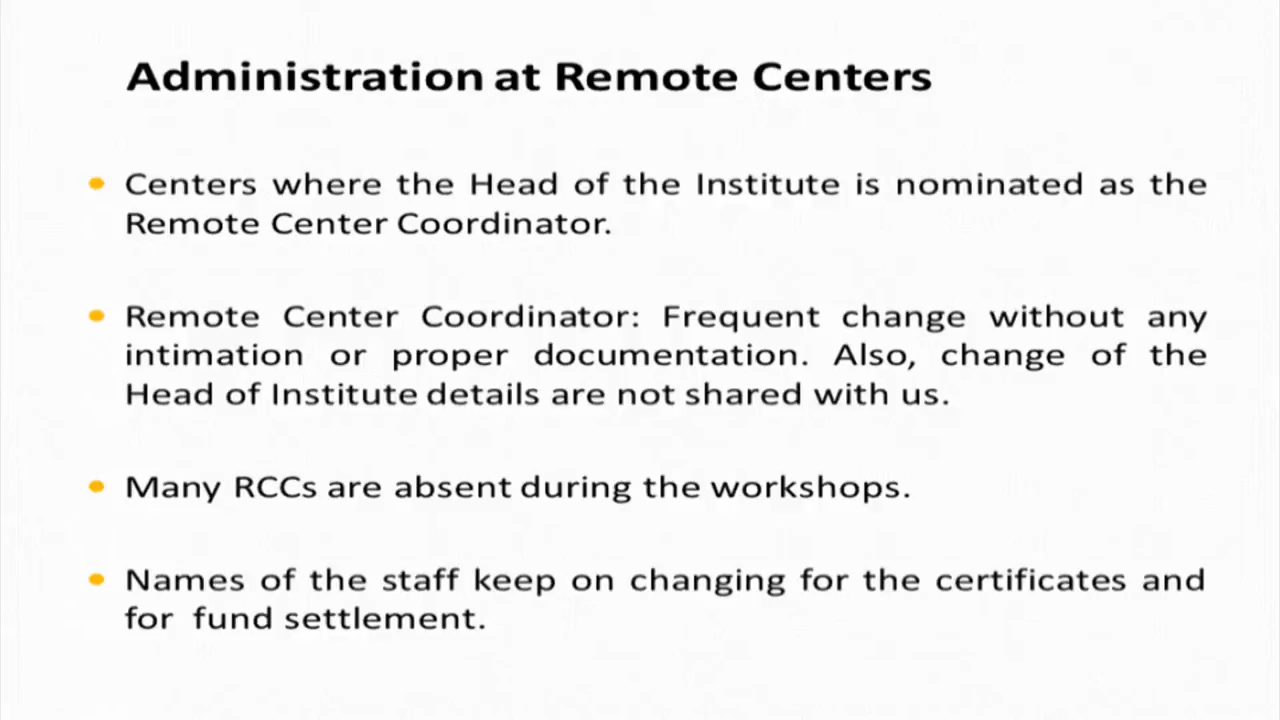 Administration at Remote Centers
Centers where the Head of the Institute is nominated as the
Remote Center Coordinator.
Remote Center Coordinator: Frequent change without any
intimation or proper documentation. Also, change of the
Head of Institute details are not shared with us.
Many RCCs are absent during the workshops.
Names of the staff keep on changing for the certificates and
for fund settlement.